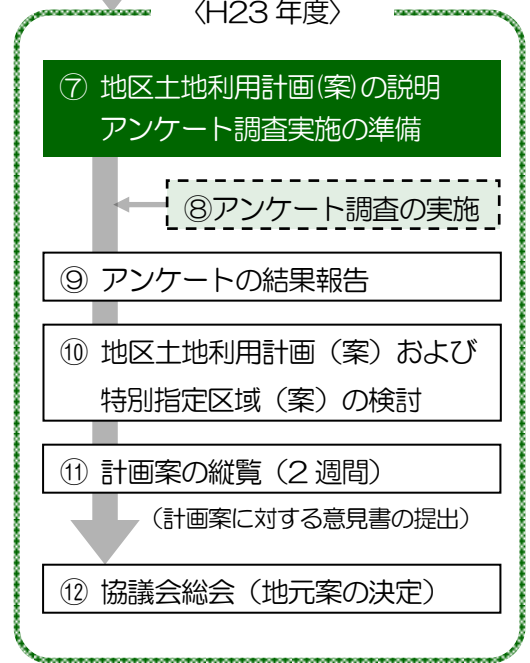 〈H23 年度〉
⑦ 地区土地利用計画(案)の説明
アンケート調査実施の準備
⑧アンケート調査の実施
⑨ アンケートの結果報告
⑩ 地区土地利用計画（案）および
特別指定区域（案）の検討
⑪ 計画案の縦覧（2 週間）
（計画案に対する意見書の提出）
⑫ 協議会総会（地元案の決定）